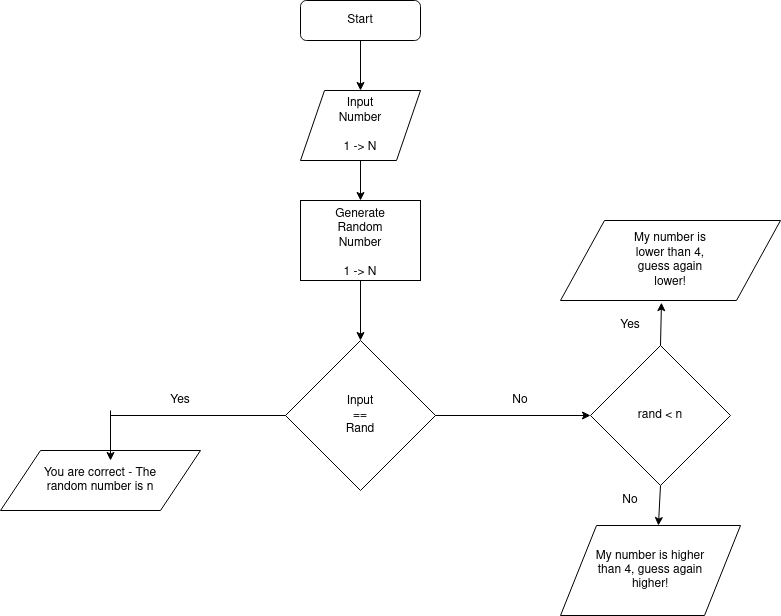 Start
Input
Number
1 -> N
Generate
Random
Number
1 -> N
My number is
lower than 4,
guess again
lower!
Yes
Input
==
Rand
Yes
No
rand < n
You are correct - The
random number is n
No
My number is higher
than 4, guess again
higher!